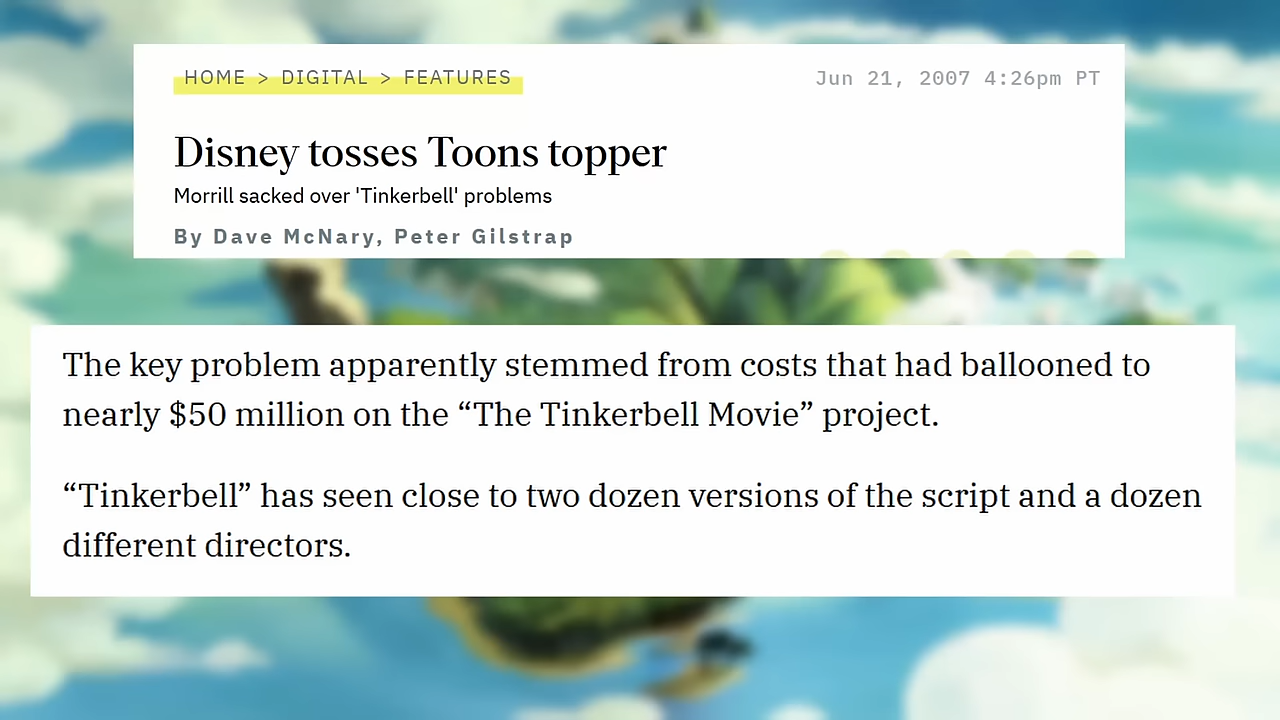 HOME > DIGITAL > FEATURES
Jun 21, 2007 4:26pm PT
Disney tosses Toons topper
Morrill sacked over 'Tinkerbell' problems
By Dave McNary, Peter Gilstrap
The key problem apparently stemmed from costs that had ballooned to
nearly $50 million on the “The Tinkerbell Movie” project.
“Tinkerbell” has seen close to two dozen versions of the script and a dozen
different directors.